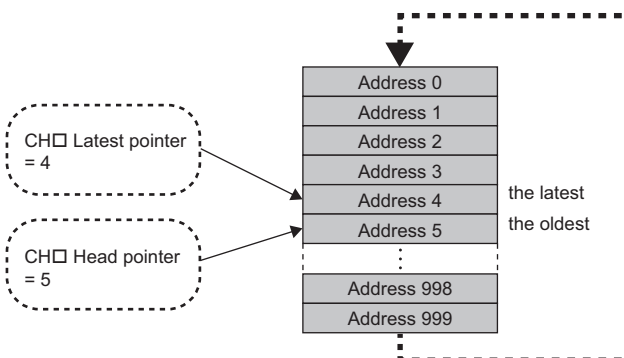 Address 0
Address 1
Address 2
Address 3
CH□ Latest pointer
= 4
Address 4
the latest
Address 5
the oldest
CH□ Head pointer
= 5
Address 998
Address 999